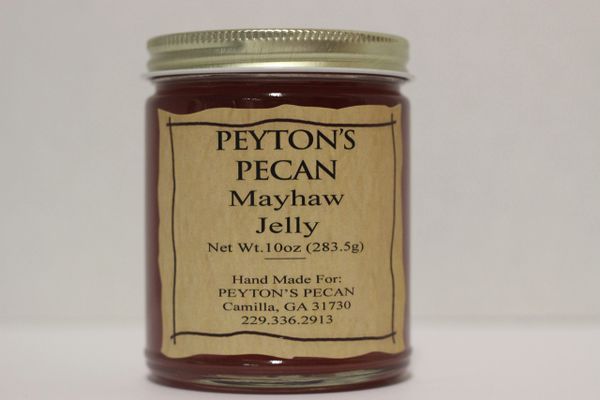 PEYTON'S
PECAN
Mayhaw
Jelly
Net Wt.10oz (283.5g)
Hand Made For:
PEYTON'S PECAN
Camilla, GA 31730
229.336.2913